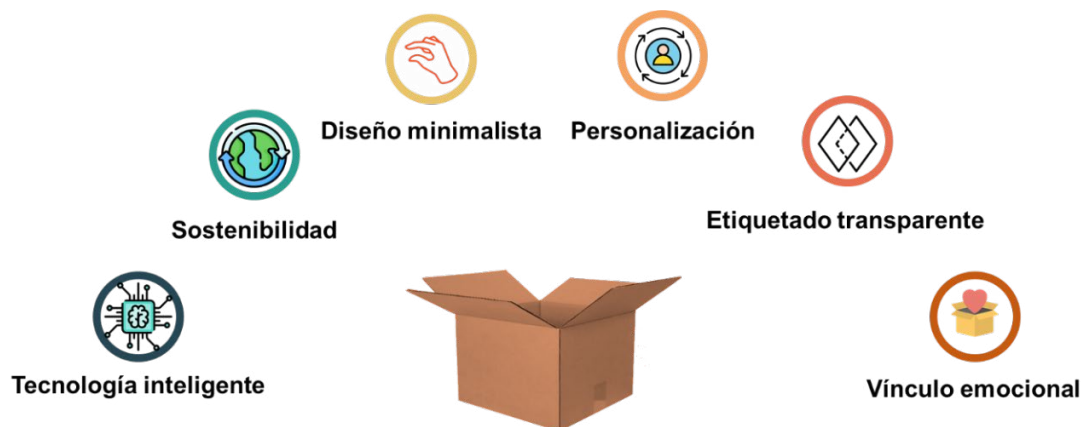 Diseño minimalista
Personalización
Sostenibilidad
Etiquetado transparente
Tecnología inteligente
Vínculo emocional